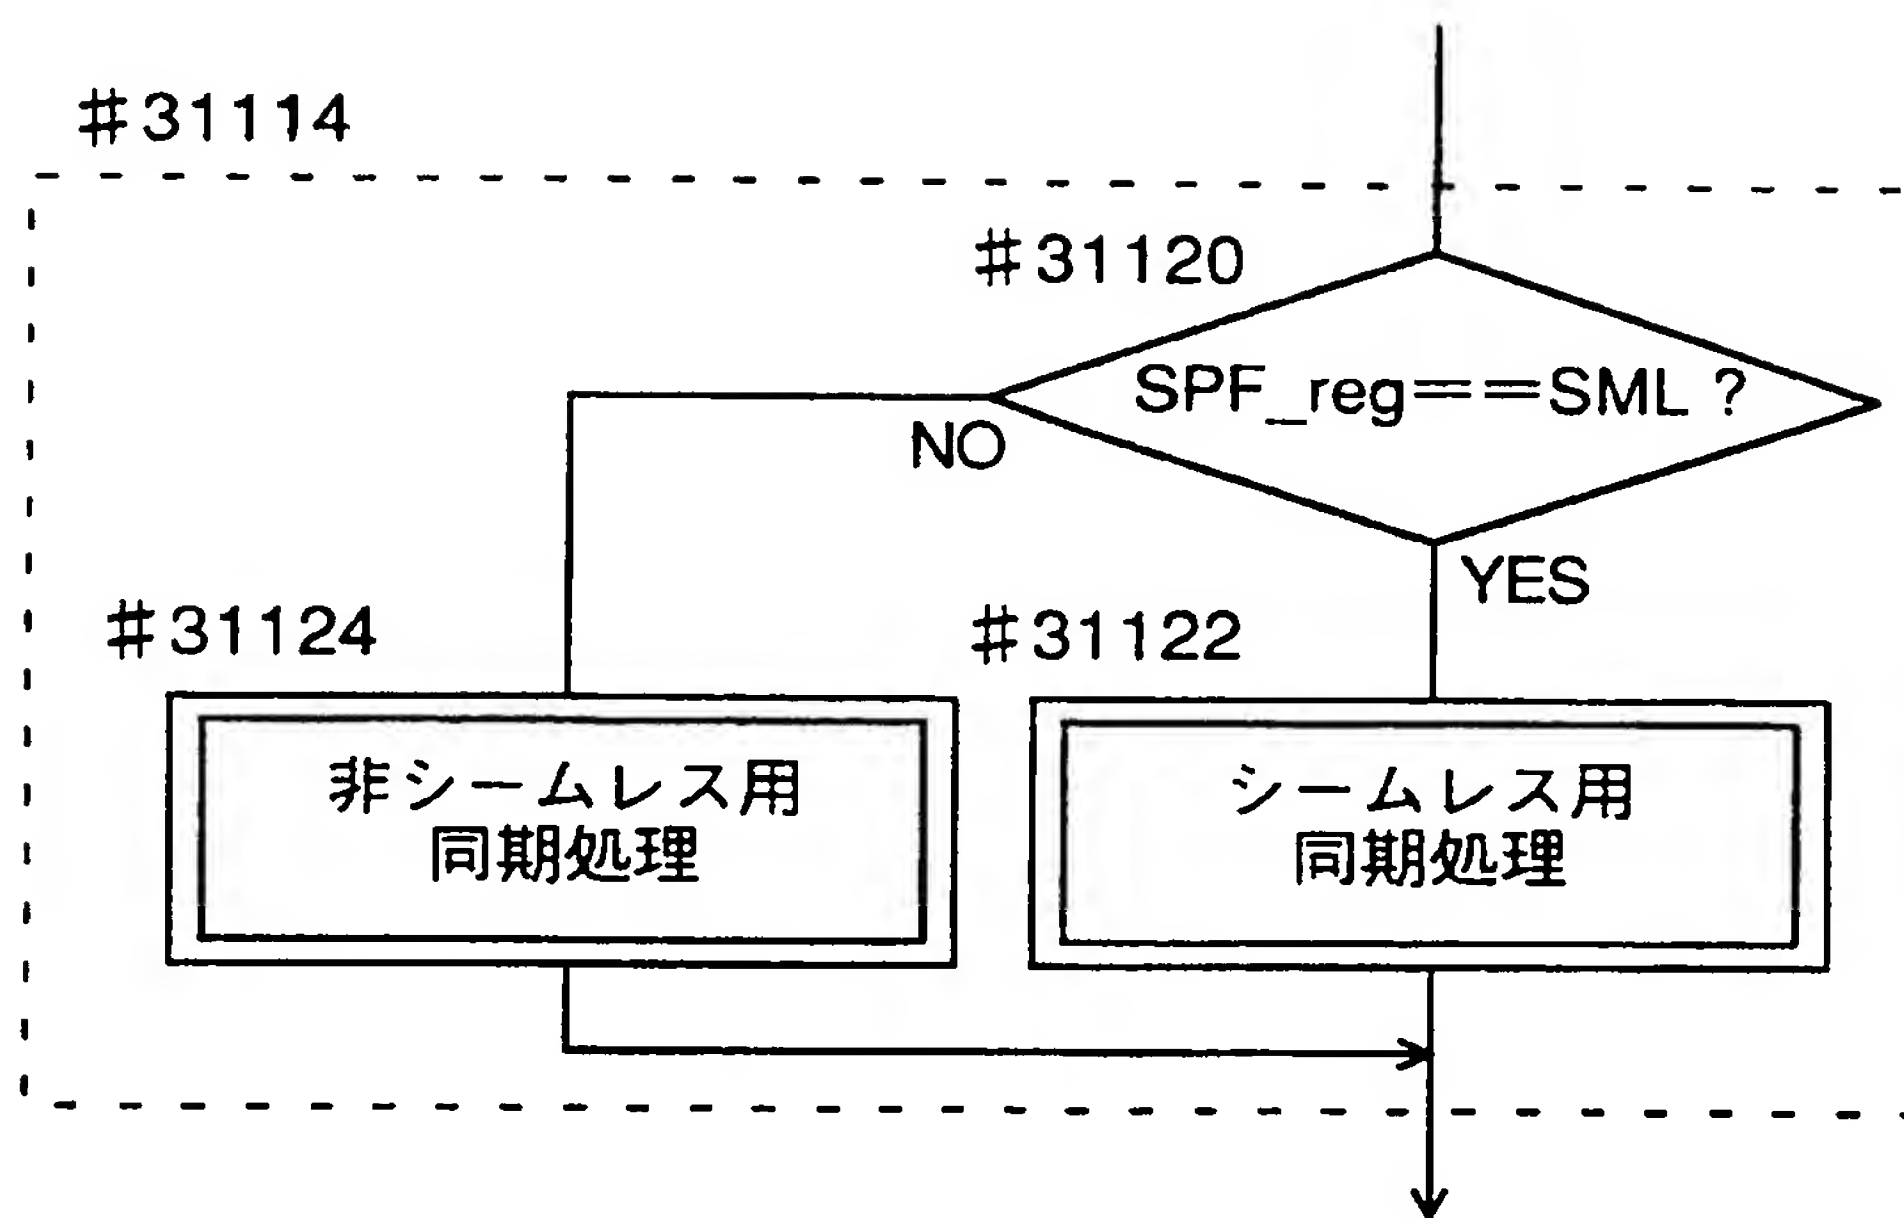 #31114
#31120
SPF_reg==SML ?
NO
YES
#31124
#31122
非シームレス用
同期処理
シームレス用
同期処理